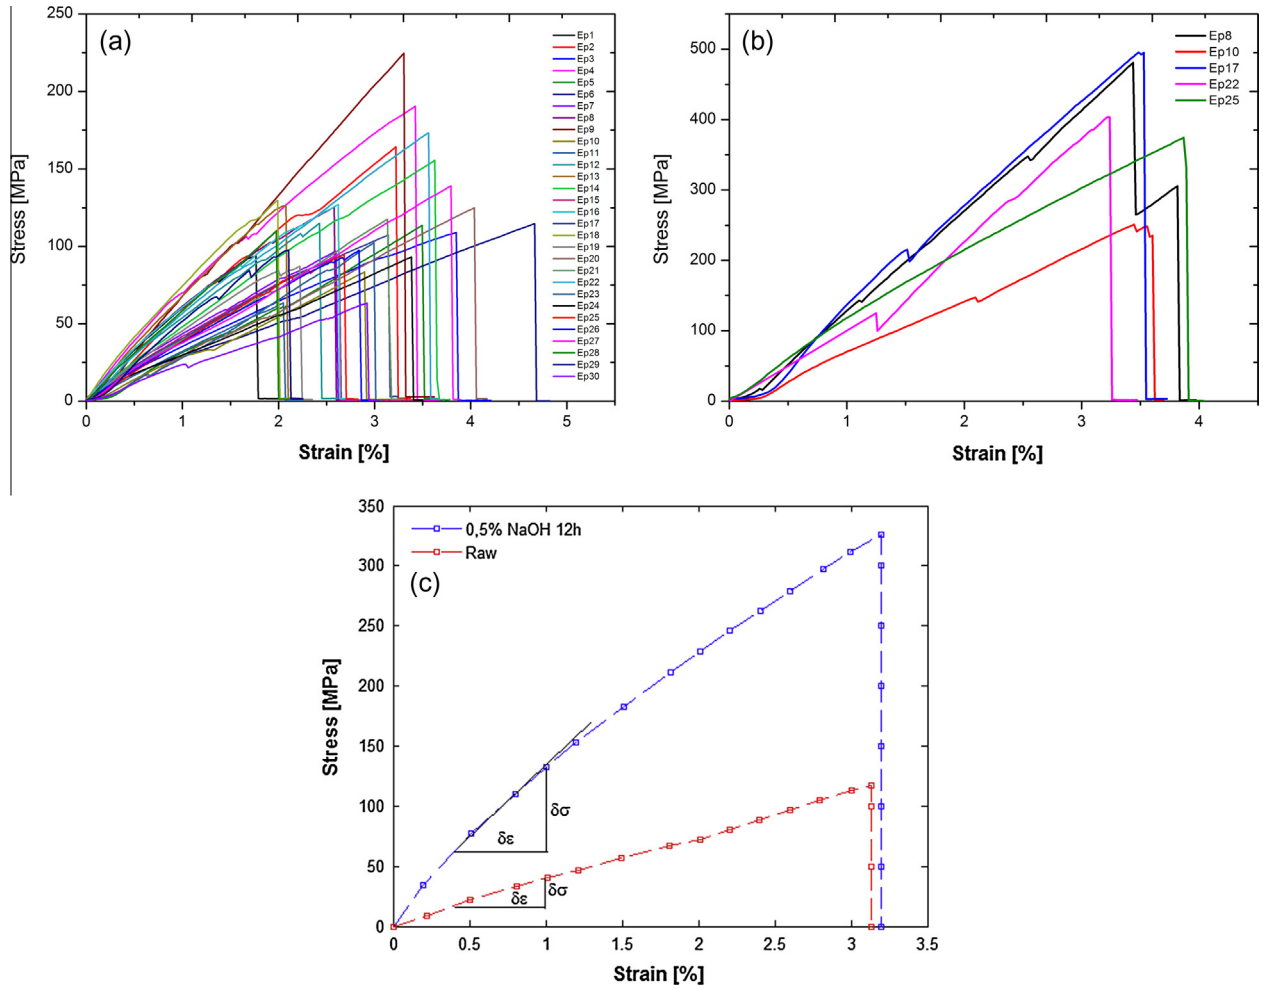 (a)
250
200
150
100
50
0
Stress [MPa]
0
1
2
3
4
5
Strain [%]
Ep1
Ep2
Ep3
Ep4
Ep5
Ep6
Ep7
Ep8
Ep9
Ep10
Ep11
Ep12
Ep13
Ep14
Ep15
Ep16
Ep17
Ep18
Ep19
Ep20
Ep21
Ep22
Ep23
Ep24
Ep25
Ep26
Ep27
Ep28
Ep29
Ep30
(b)
500
400
300
200
100
0
Stress [MPa]
0
1
2
3
4
Strain [%]
Ep8
Ep10
Ep17
Ep22
Ep25
(c)
350
300
250
200
150
100
50
0
Stress [MPa]
0,5% NaOH 12h
Raw
δσ
δε
δσ
δε
0
0.5
1
1.5
2
2.5
3
3.5
Strain [%]